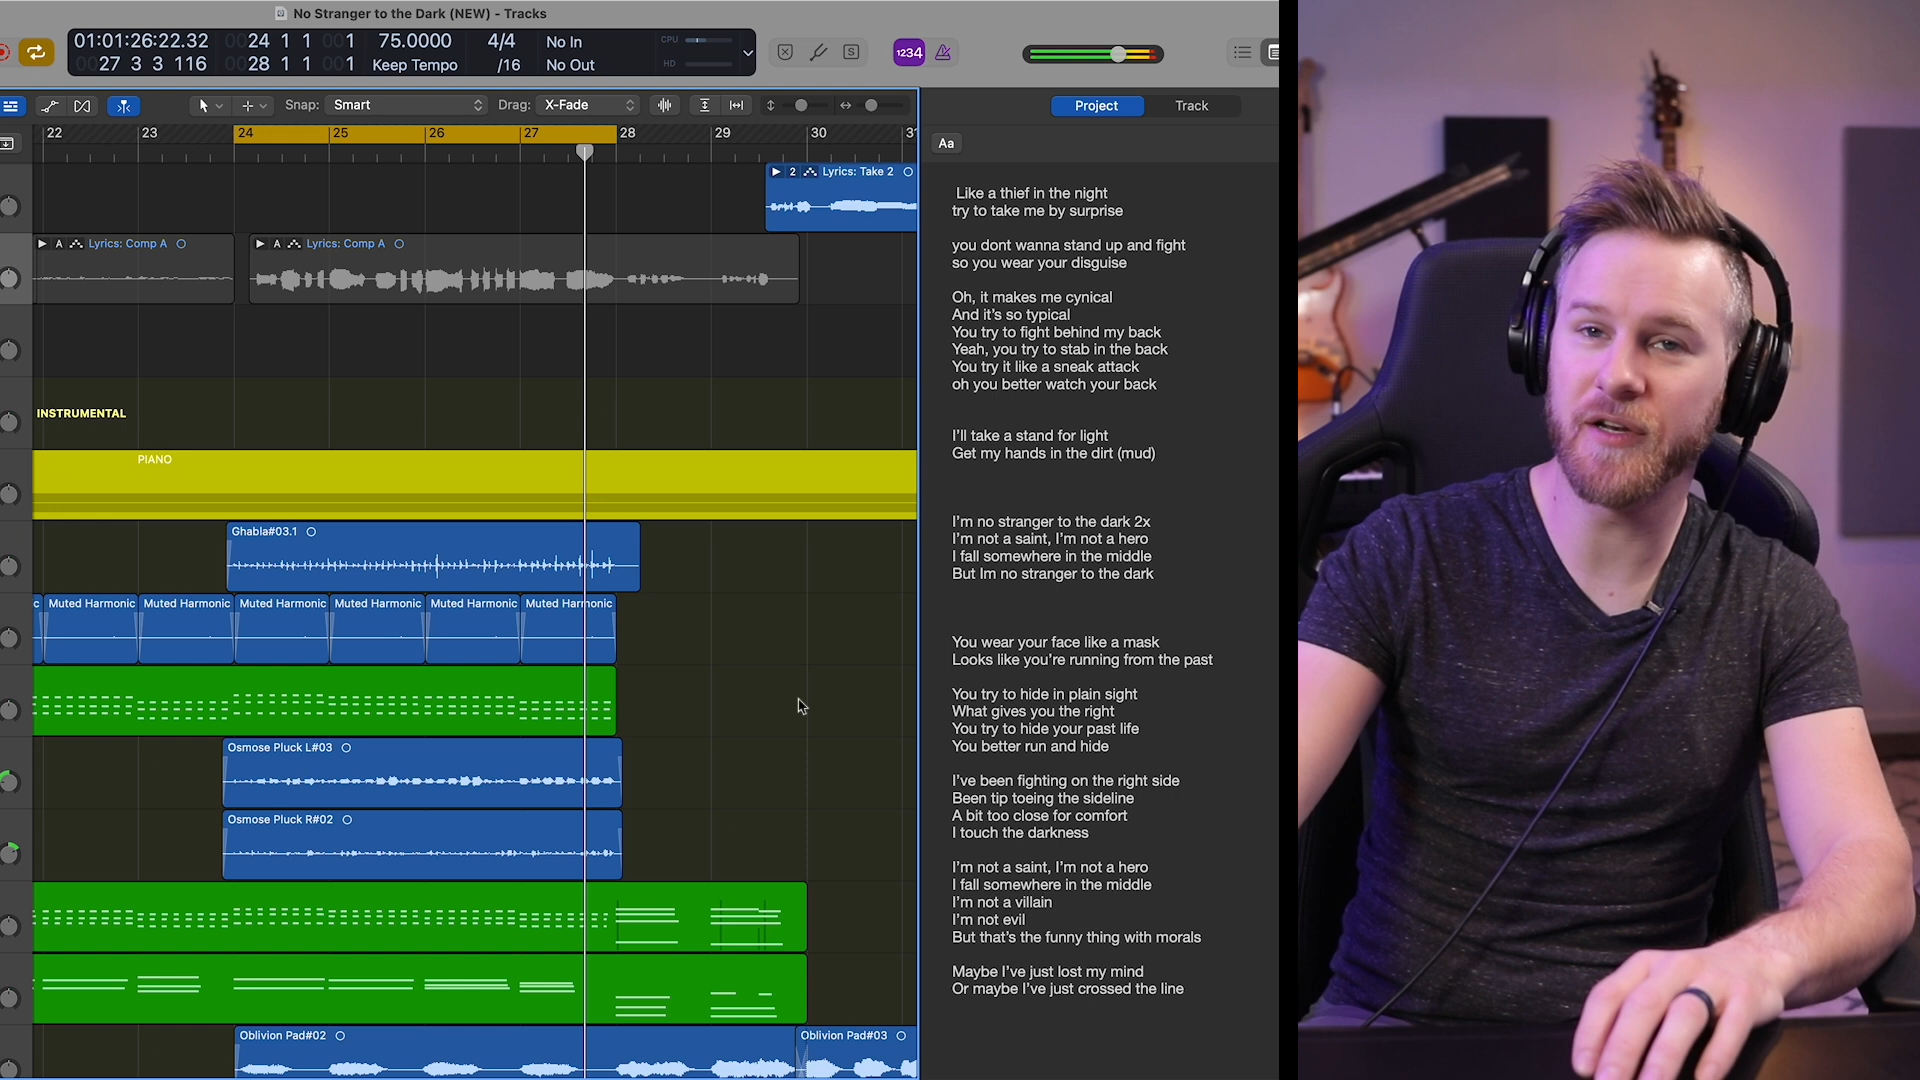 No Stranger to the Dark (NEW) - Tracks
01:01:26:22.32
0024 1 1 001
75.0000
4/4
No In
CPU
0027 3 3 116
0028 1 1 001
Keep Tempo
/16
No Out
HD
S
1234
Snap: Smart
Drag: X-Fade
Project
Track
22 23 24 25 26 27 28 29 30 31
Aa
2 Lyrics: Take 2
A Lyrics: Comp A
A Lyrics: Comp A
INSTRUMENTAL
PIANO
Ghabla#03.1
c Muted Harmonic Muted Harmonic Muted Harmonic Muted Harmonic Muted Harmonic Muted Harmonic
Osmose Pluck L#03
Osmose Pluck R#02
Oblivion Pad#02
Oblivion Pad#03
Like a thief in the night
try to take me by surprise
you dont wanna stand up and fight
so you wear your disguise
Oh, it makes me cynical
And it's so typical
You try to fight behind my back
Yeah, you try to stab in the back
You try it like a sneak attack
oh you better watch your back
I'll take a stand for light
Get my hands in the dirt (mud)
I'm no stranger to the dark 2x
I'm not a saint, I'm not a hero
I fall somewhere in the middle
But Im no stranger to the dark
You wear your face like a mask
Looks like you're running from the past
You try to hide in plain sight
What gives you the right
You try to hide your past life
You better run and hide
I've been fighting on the right side
Been tip toeing the sideline
A bit too close for comfort
I touch the darkness
I'm not a saint, I'm not a hero
I fall somewhere in the middle
I'm not a villain
I'm not evil
But that's the funny thing with morals
Maybe I've just lost my mind
Or maybe I've just crossed the line